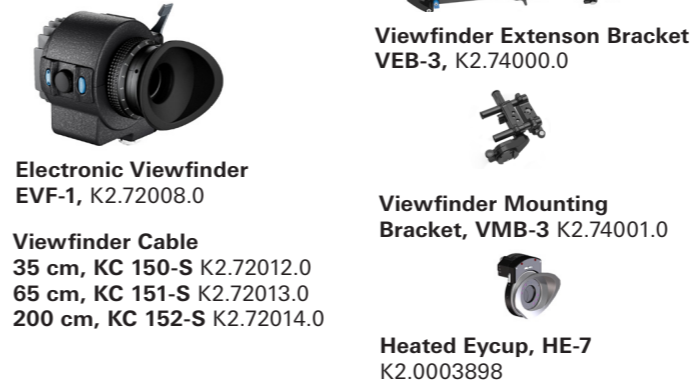 Electronic Viewfinder
EVF-1, K2.72008.0
Viewfinder Cable
35 cm, KC 150-S K2.72012.0
65 cm, KC 151-S K2.72013.0
200 cm, KC 152-S K2.72014.0
Viewfinder Extenson Bracket
VEB-3, K2.74000.0
Viewfinder Mounting
Bracket, VMB-3 K2.74001.0
Heated Eycup, HE-7
K2.0003898